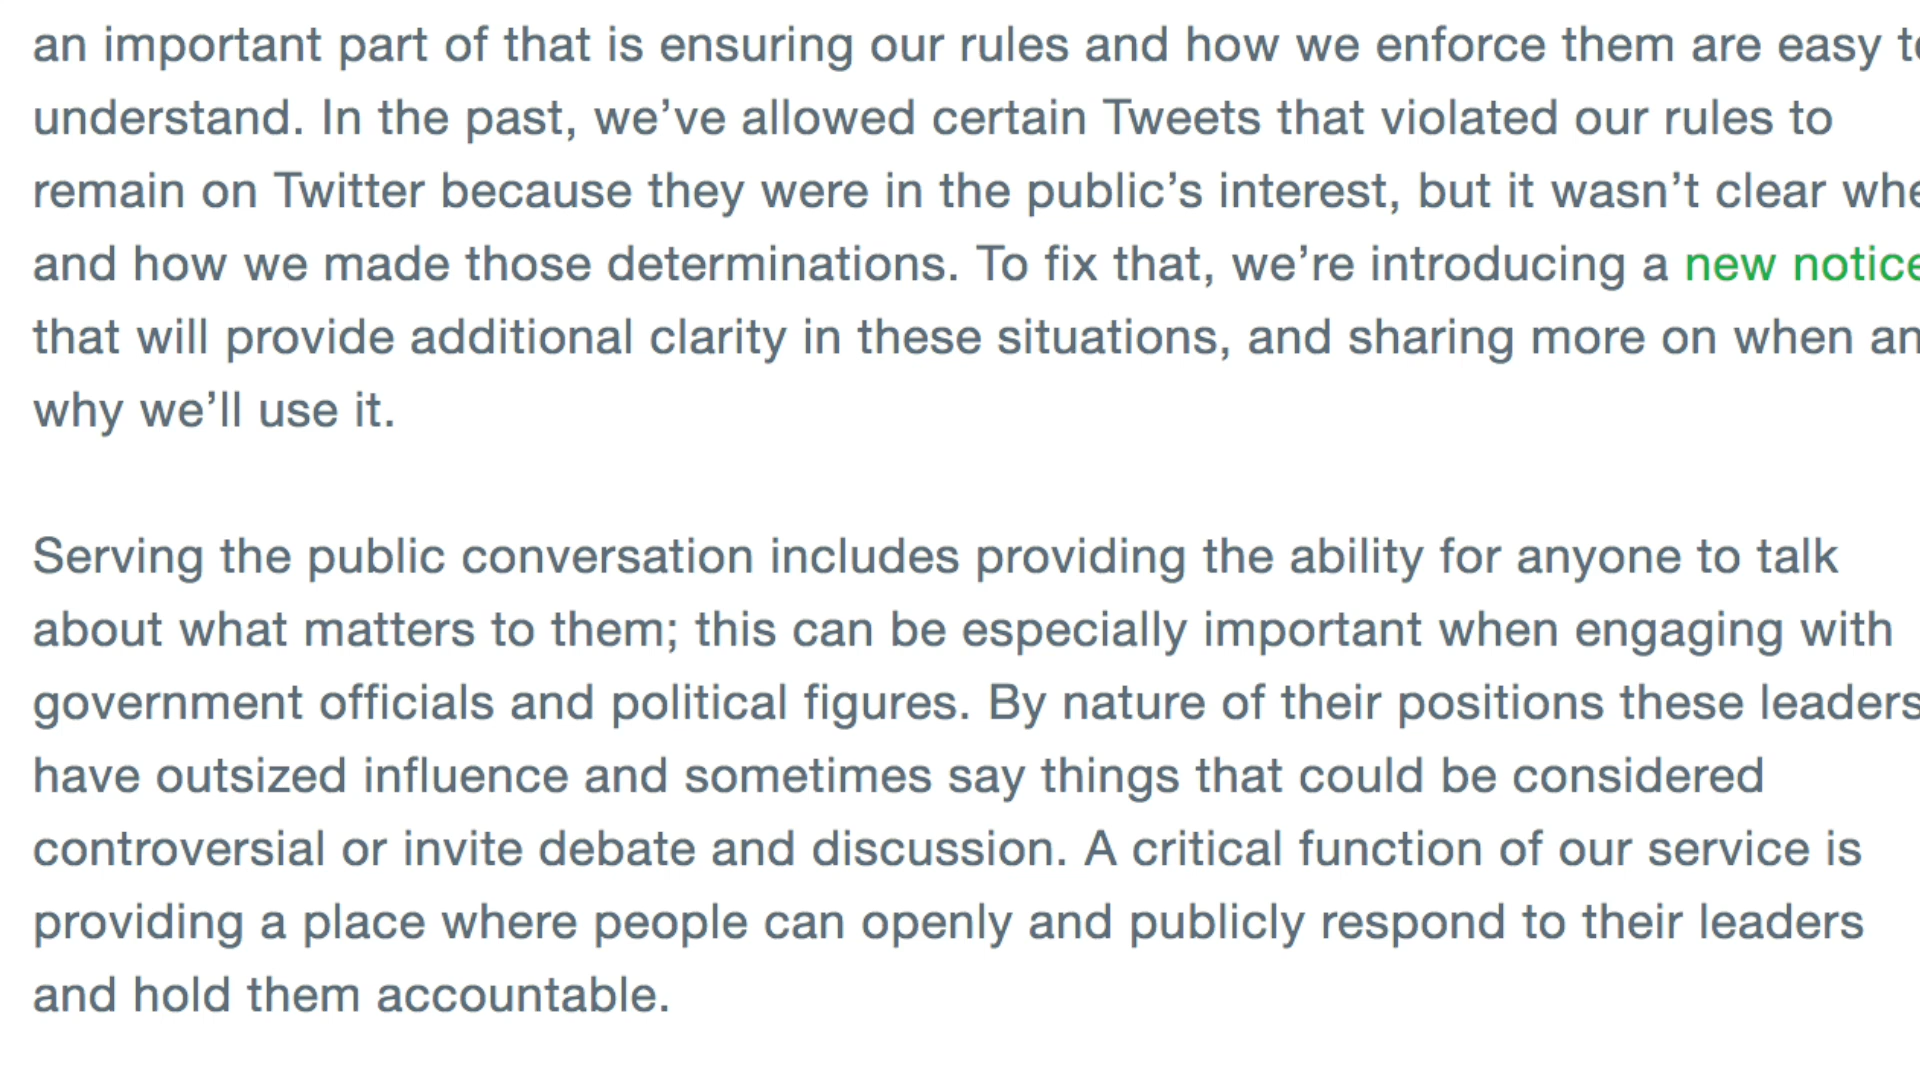 an important part of that is ensuring our rules and how we enforce them are easy
understand. In the past, we’ve allowed certain Tweets that violated our rules to
remain on Twitter because they were in the public’s interest, but it wasn’t clear
and how we made those determinations. To fix that, we’re introducing a new notice
that will provide additional clarity in these situations, and sharing more on when
why we’ll use it.
Serving the public conversation includes providing the ability for anyone to talk
about what matters to them; this can be especially important when engaging with
government officials and political figures. By nature of their positions these leaders
have outsized influence and sometimes say things that could be considered
controversial or invite debate and discussion. A critical function of our service is
providing a place where people can openly and publicly respond to their leaders
and hold them accountable.